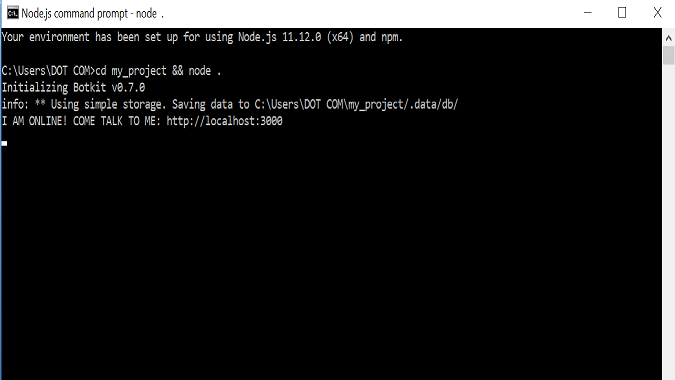 Node.js command prompt - node .
Your environment has been set up for using Node.js 11.12.0 (x64) and npm.
C:\Users\DOT COM>cd my_project && node .
Initializing Botkit v0.7.0
info: ** Using simple storage. Saving data to C:\Users\DOT COM\my_project/.data/db/
I AM ONLINE! COME TALK TO ME: http://localhost:3000